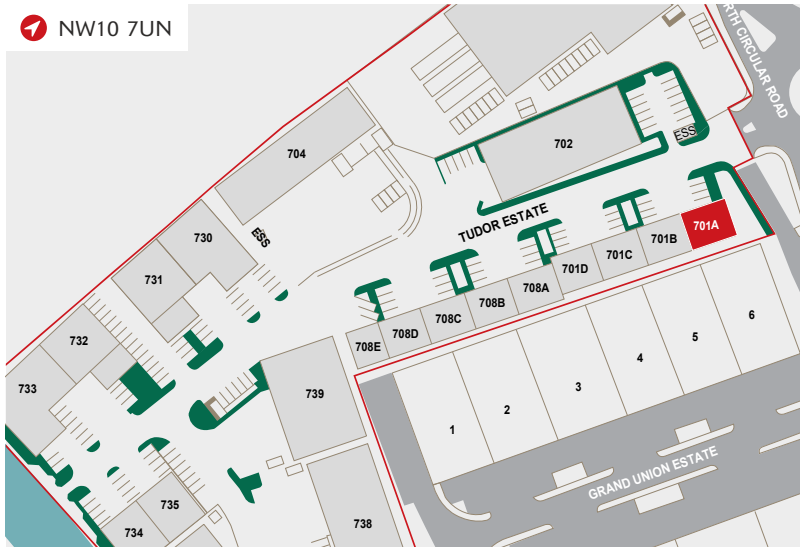 NW10 7UN
RTH CIRCULAR ROAD
ESS
702
704
TUDOR ESTATE
730
ESS
731
732
733
701A
701B
701C
701D
708A
708B
708C
708D
708E
739
738
735
734
1
2
3
4
5
6
GRAND UNION ESTATE